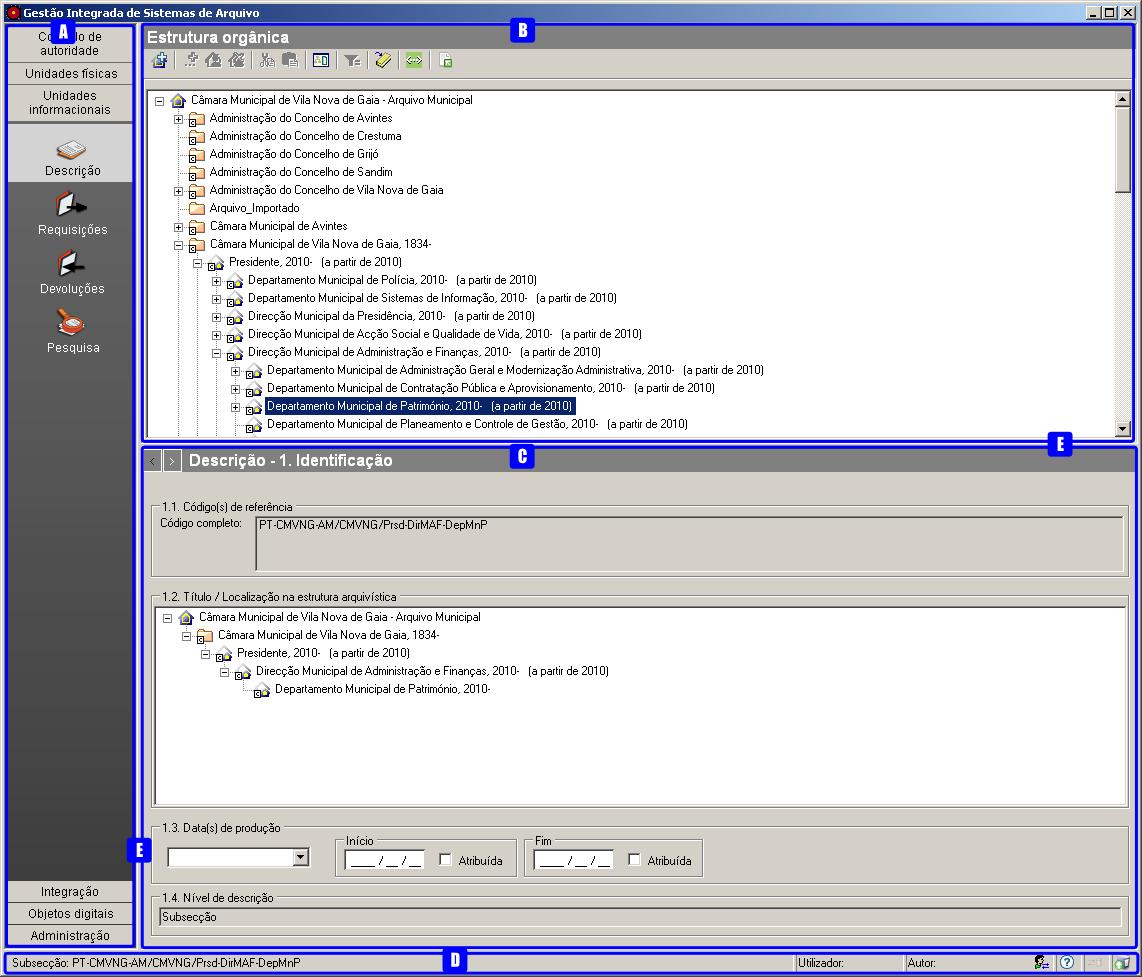 Gestão Integrada de Sistemas de Arquivo
A
de
autoridade
Unidades físicas
Unidades
informacionais
Descrição
Requisições
Devoluções
Pesquisa
Integração
Objetos digitais
Administração
B
Estrutura orgânica
Câmara Municipal de Vila Nova de Gaia - Arquivo Municipal
Administração do Concelho de Avintes
Administração do Concelho de Crestuma
Administração do Concelho de Grijó
Administração do Concelho de Sandim
Administração do Concelho de Vila Nova de Gaia
Arquivo_Importado
Câmara Municipal de Avintes
Câmara Municipal de Vila Nova de Gaia, 1834-
Presidente, 2010- (a partir de 2010)
Departamento Municipal de Polícia, 2010- (a partir de 2010)
Departamento Municipal de Sistemas de Informação, 2010- (a partir de 2010)
Direcção Municipal da Presidência, 2010- (a partir de 2010)
Direcção Municipal de Acção Social e Qualidade de Vida, 2010- (a partir de 2010)
Direcção Municipal de Administração e Finanças, 2010- (a partir de 2010)
Departamento Municipal de Administração Geral e Modernização Administrativa, 2010- (a partir de 2010)
Departamento Municipal de Contratação Pública e Aprovisionamento, 2010- (a partir de 2010)
Departamento Municipal de Património, 2010- (a partir de 2010)
Departamento Municipal de Planeamento e Controle de Gestão, 2010- (a partir de 2010)
E
C
< > Descrição - 1. Identificação
1.1. Código(s) de referência
Código completo: PT-CMVNG-AM/CMVNG/Prsd-DirMAF-DepMnP
1.2. Título / Localização na estrutura arquivística
Câmara Municipal de Vila Nova de Gaia - Arquivo Municipal
Câmara Municipal de Vila Nova de Gaia, 1834-
Presidente, 2010- (a partir de 2010)
Direcção Municipal de Administração e Finanças, 2010- (a partir de 2010)
Departamento Municipal de Património, 2010-
E
1.3. Data(s) de produção
Início
____ / __ / __ Atribuída
Fim
____ / __ / __ Atribuída
1.4. Nível de descrição
Subsecção
D
Subsecção: PT-CMVNG-AM/CMVNG/Prsd-DirMAF-DepMnP
Utilizador:
Autor: